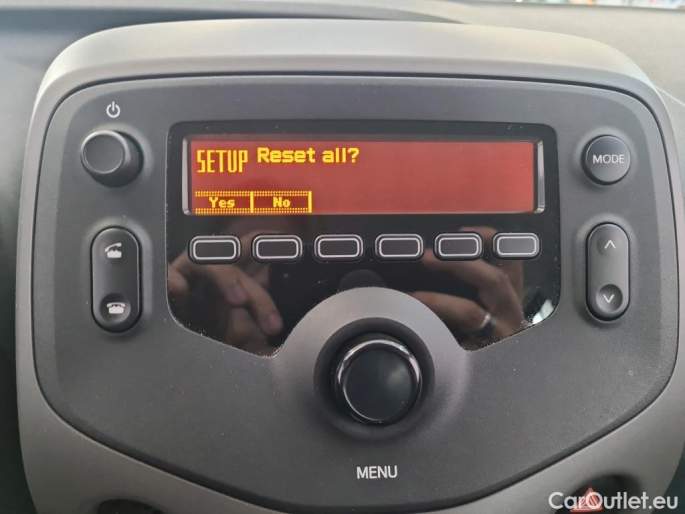 SETUP Reset all?
Yes No
MODE
MENU
CarOutlet.eu